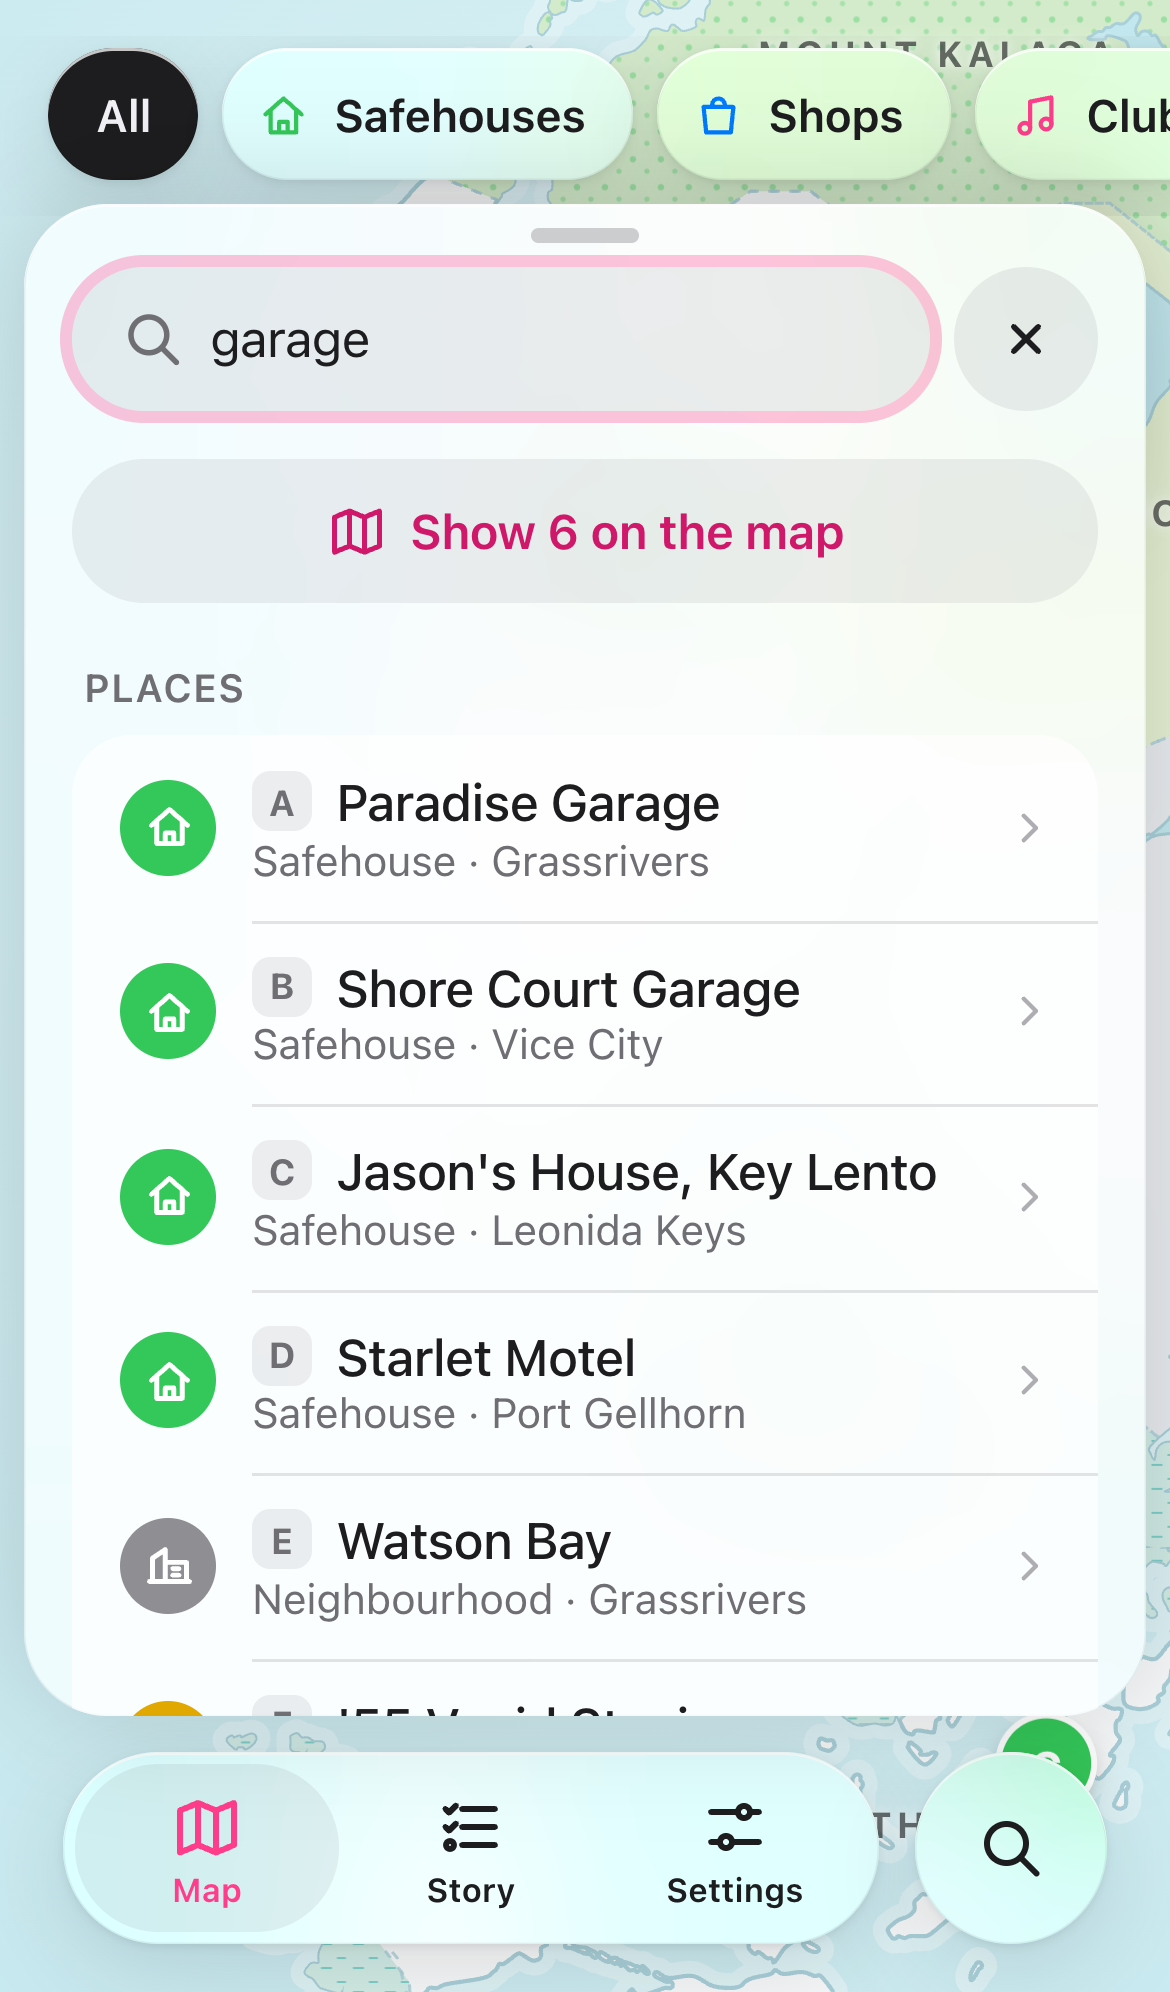 MOUNT KALAGA
All
Safehouses
Shops
garage
Show 6 on the map
PLACES
A Paradise Garage
Safehouse · Grassrivers
B Shore Court Garage
Safehouse · Vice City
C Jason's House, Key Lento
Safehouse · Leonida Keys
D Starlet Motel
Safehouse · Port Gellhorn
E Watson Bay
Neighbourhood · Grassrivers
Map
Story
Settings